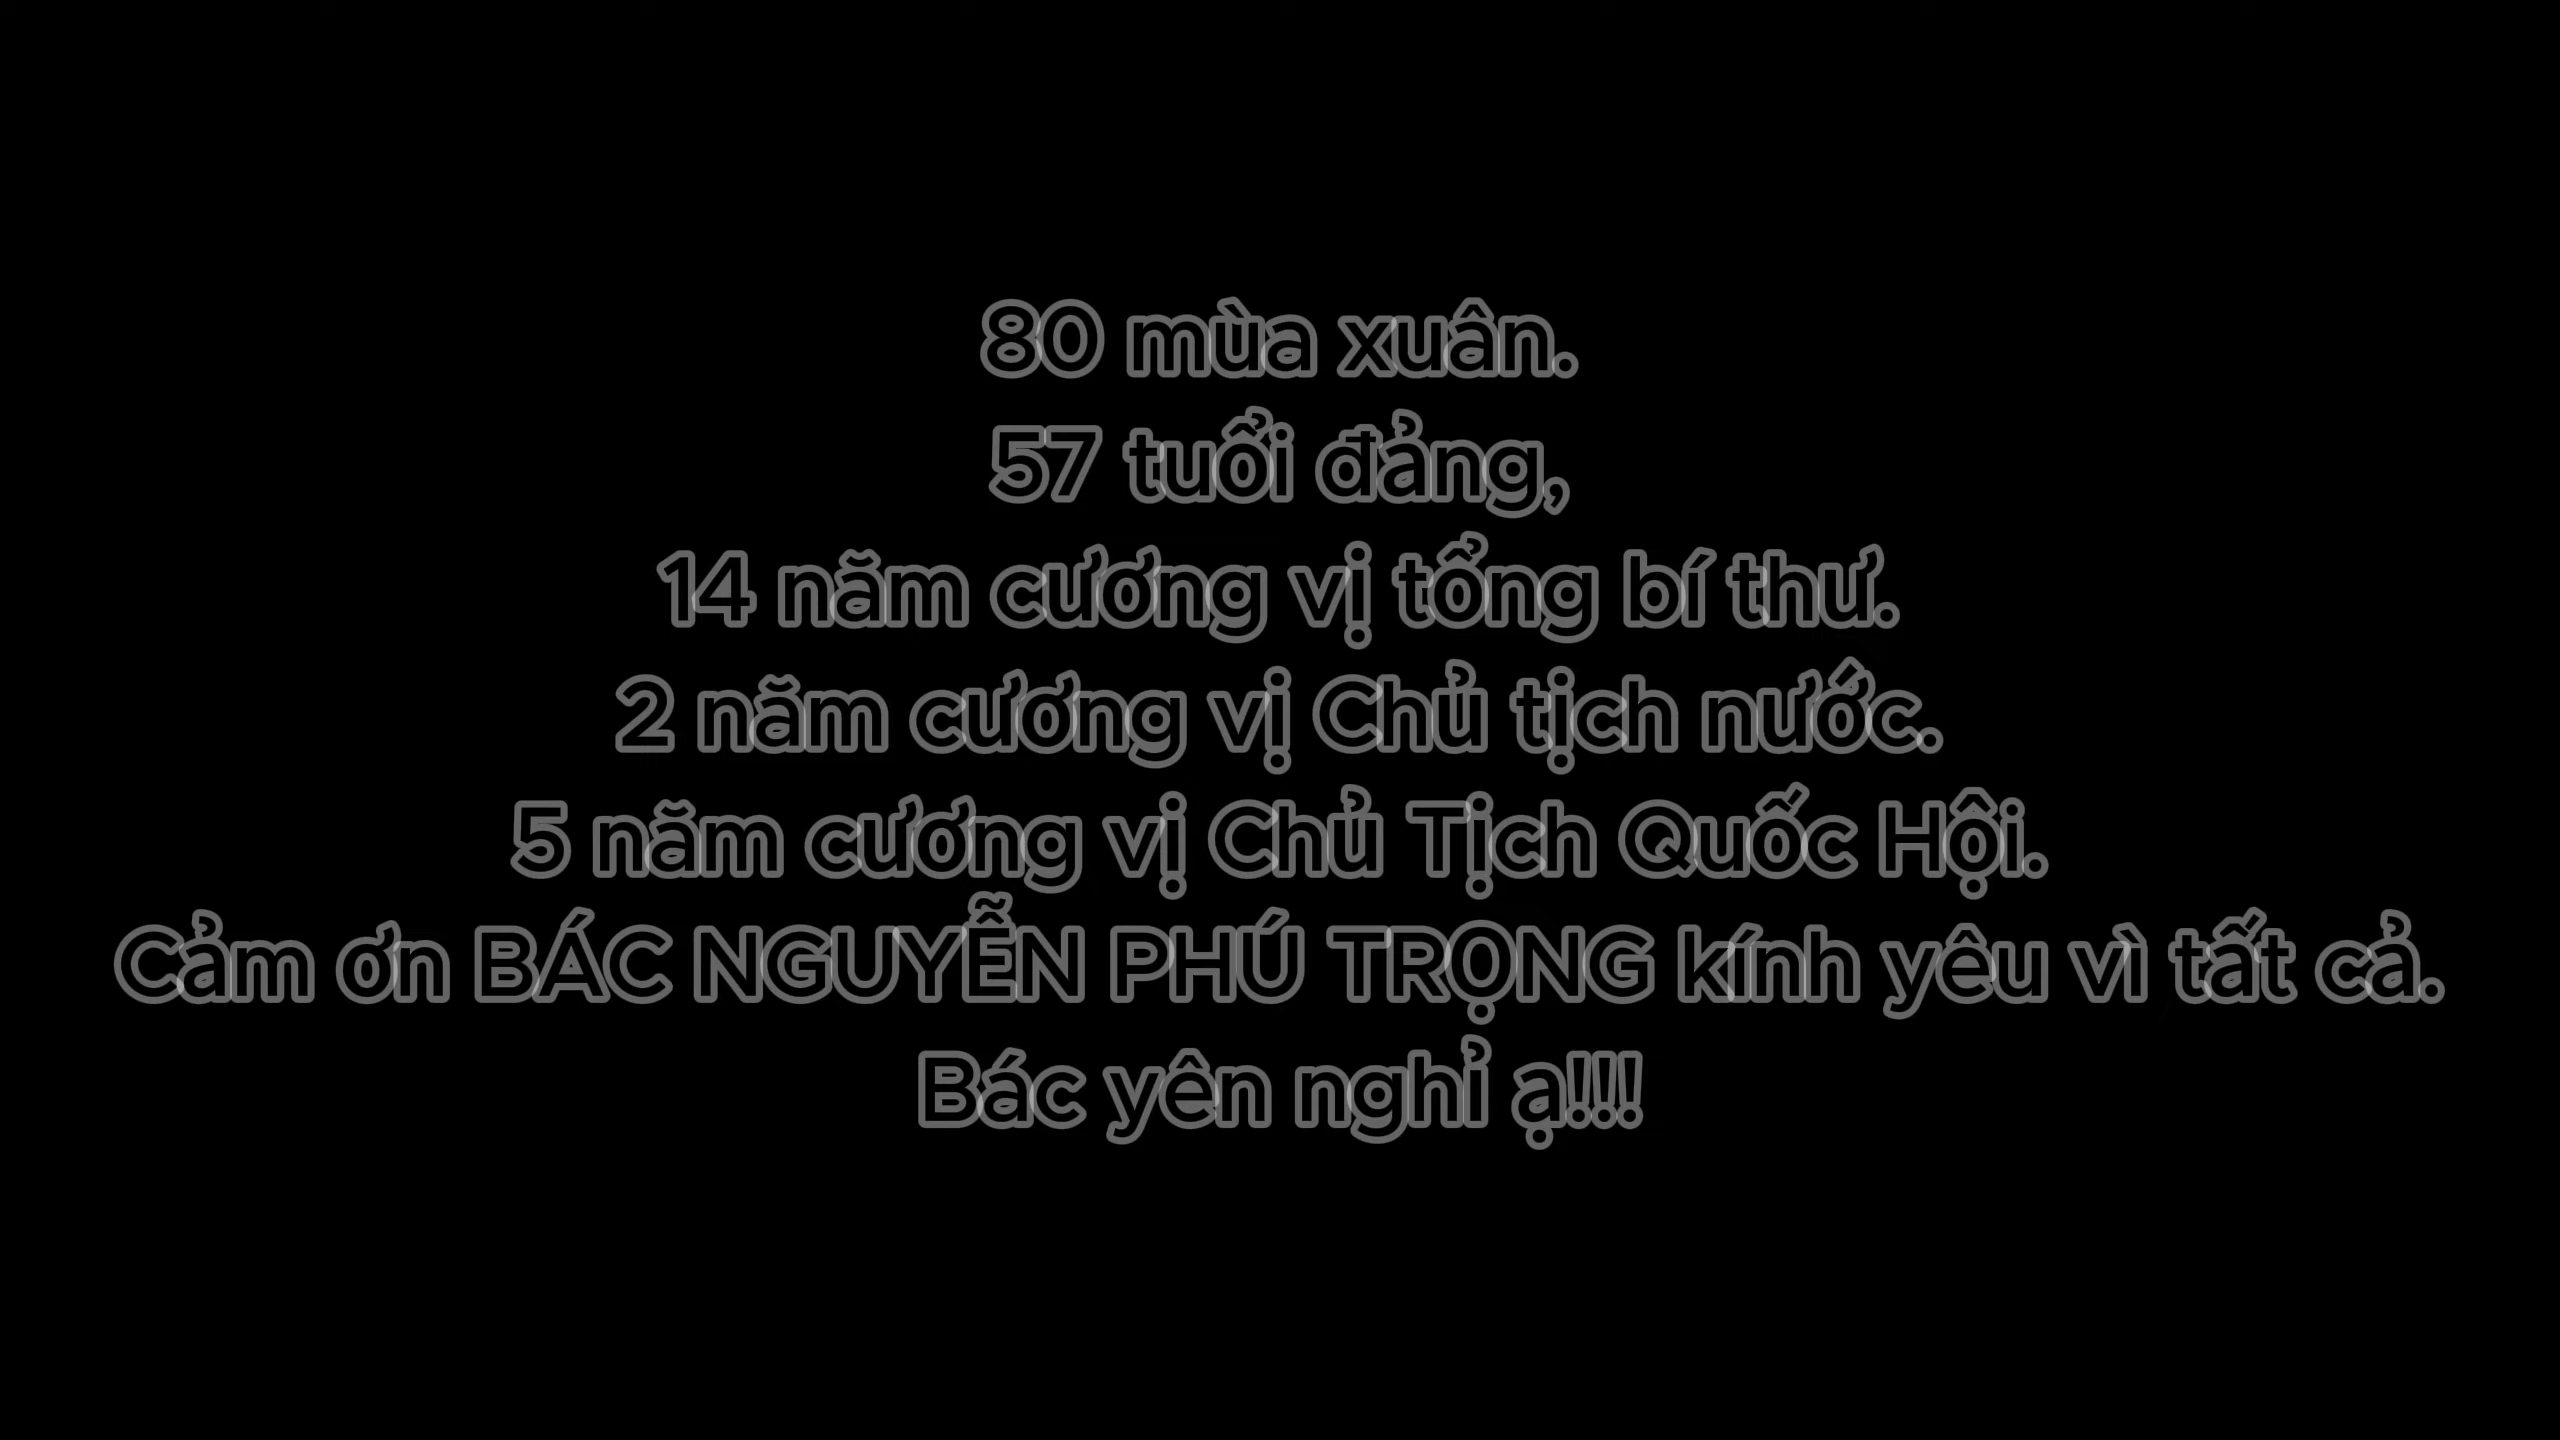 80 mùa xuân.
57 tuổi đảng,
14 năm cương vị tổng bí thư.
2 năm cương vị Chủ tịch nước.
5 năm cương vị Chủ Tịch Quốc Hội.
Cảm ơn BÁC NGUYỄN PHÚ TRỌNG kính yêu vì tất cả.
Bác yên nghỉ ạ!!!